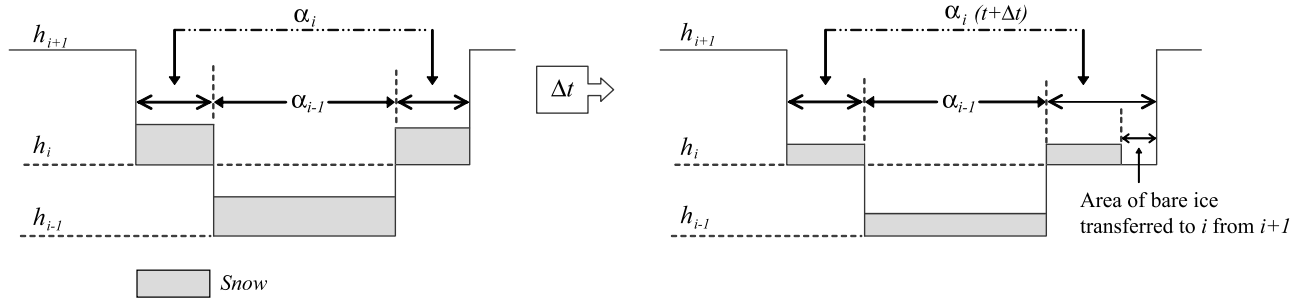 α_i
h_{i+1}
α_{i-1}
h_i
h_{i-1}
Snow
Δt
α_i (t+Δt)
h_{i+1}
α_{i-1}
h_i
h_{i-1}
Area of bare ice
transferred to i from i+1